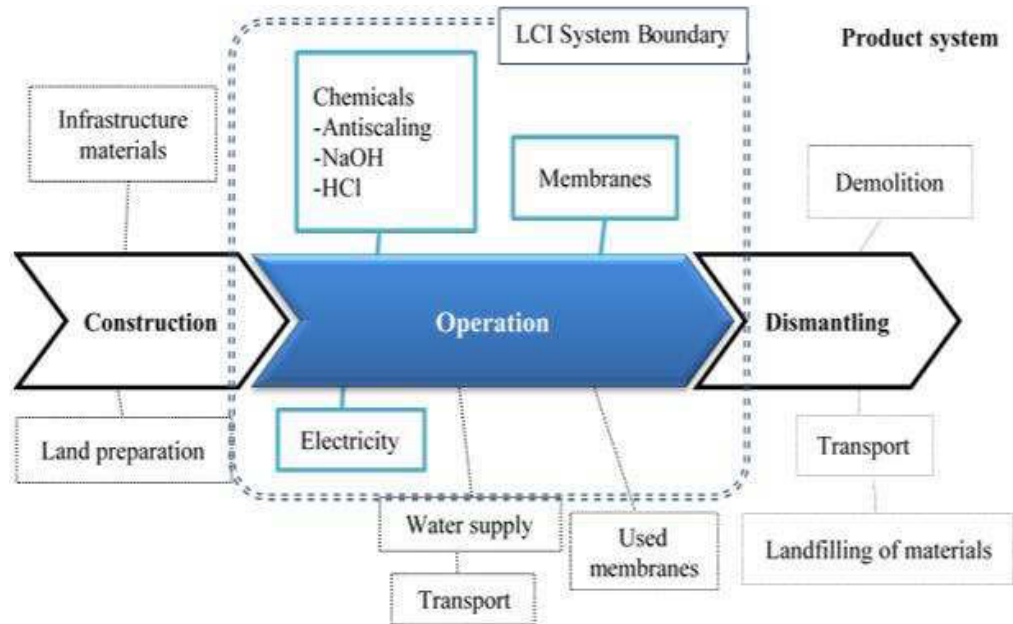 LCI System Boundary
Product system
Infrastructure
materials
Chemicals
-Antiscaling
-NaOH
-HCl
Membranes
Demolition
Construction
Operation
Dismantling
Land preparation
Electricity
Transport
Water supply
Used
membranes
Landfilling of materials
Transport